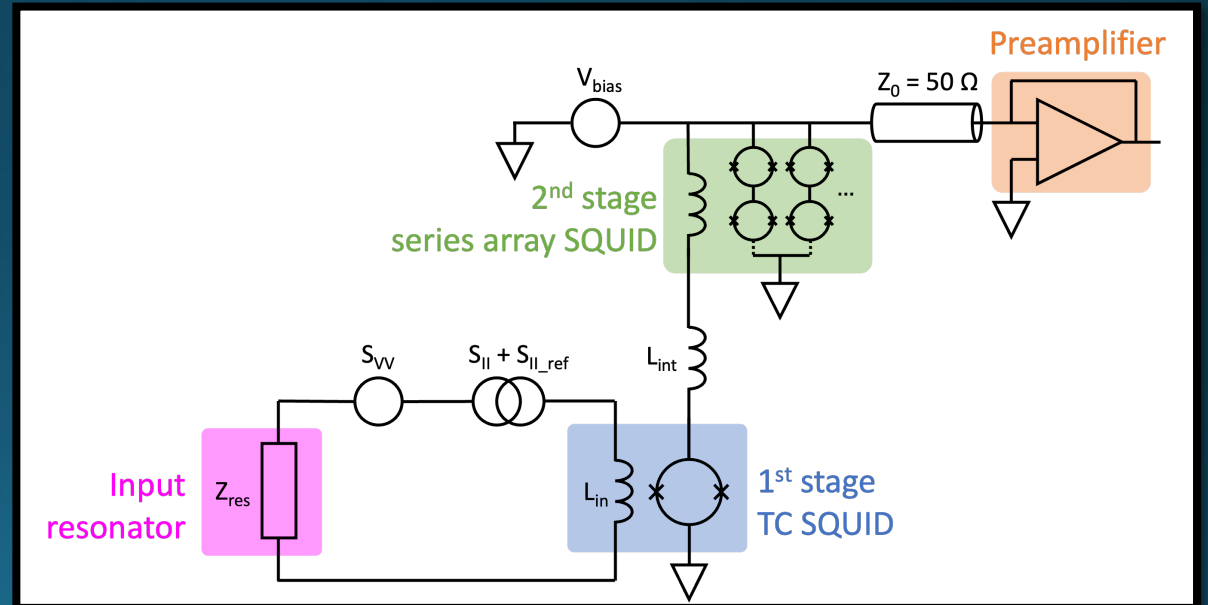 Preamplifier
V_bias
Z_0 = 50 Ω
2nd stage
series array SQUID
...
S_VV
S_II + S_II_ref
L_int
Input
resonator
Z_res
L_in
1st stage
TC SQUID